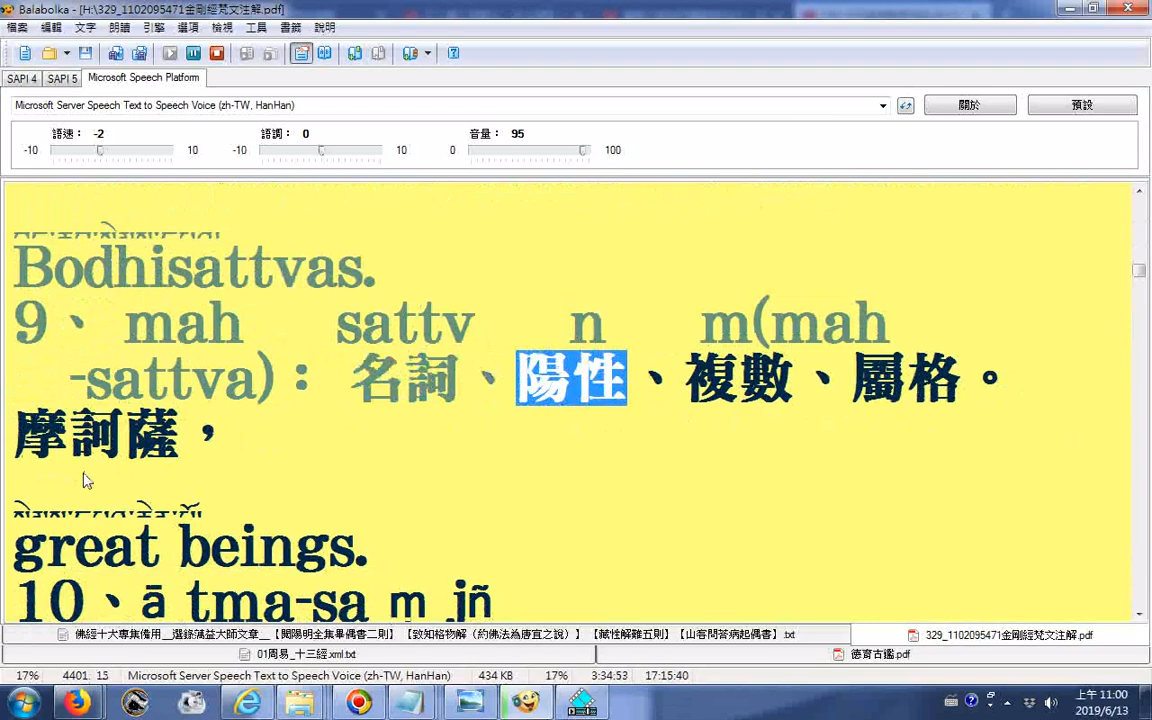 Balabolka - [H:\329_1102095471金剛經梵文注解.pdf]
檔案 編輯 文字 朗讀 引擎 選項 檢視 工具 書籤 說明
SAPI 4 SAPI 5 Microsoft Speech Platform
Microsoft Server Speech Text to Speech Voice (zh-TW, HanHan) 關於 預設
語速： -2 語調： 0 音量： 95
-10 10 -10 10 0 100
Bodhisattvas.
9、 mah sattv n m(mah
-sattva)： 名詞、陽性、複數、屬格。
摩訶薩，
great beings.
10、ā tma-sa m jñ
佛經十大專集備用__選錄蕅益大師文章__【閱陽明全集畢偶書二則】【致知格物解（約佛法為唐宜之說）】【藏性解難五則】【山客問答病起偶書】.txt 329_1102095471金剛經梵文注解.pdf
01周易_十三經.xml.txt 德育古鑑.pdf
17% 4401, 15 Microsoft Server Speech Text to Speech Voice (zh-TW, HanHan) 434 KB 17% 3:34:53 17:15:40
上午 11:00
2019/6/13